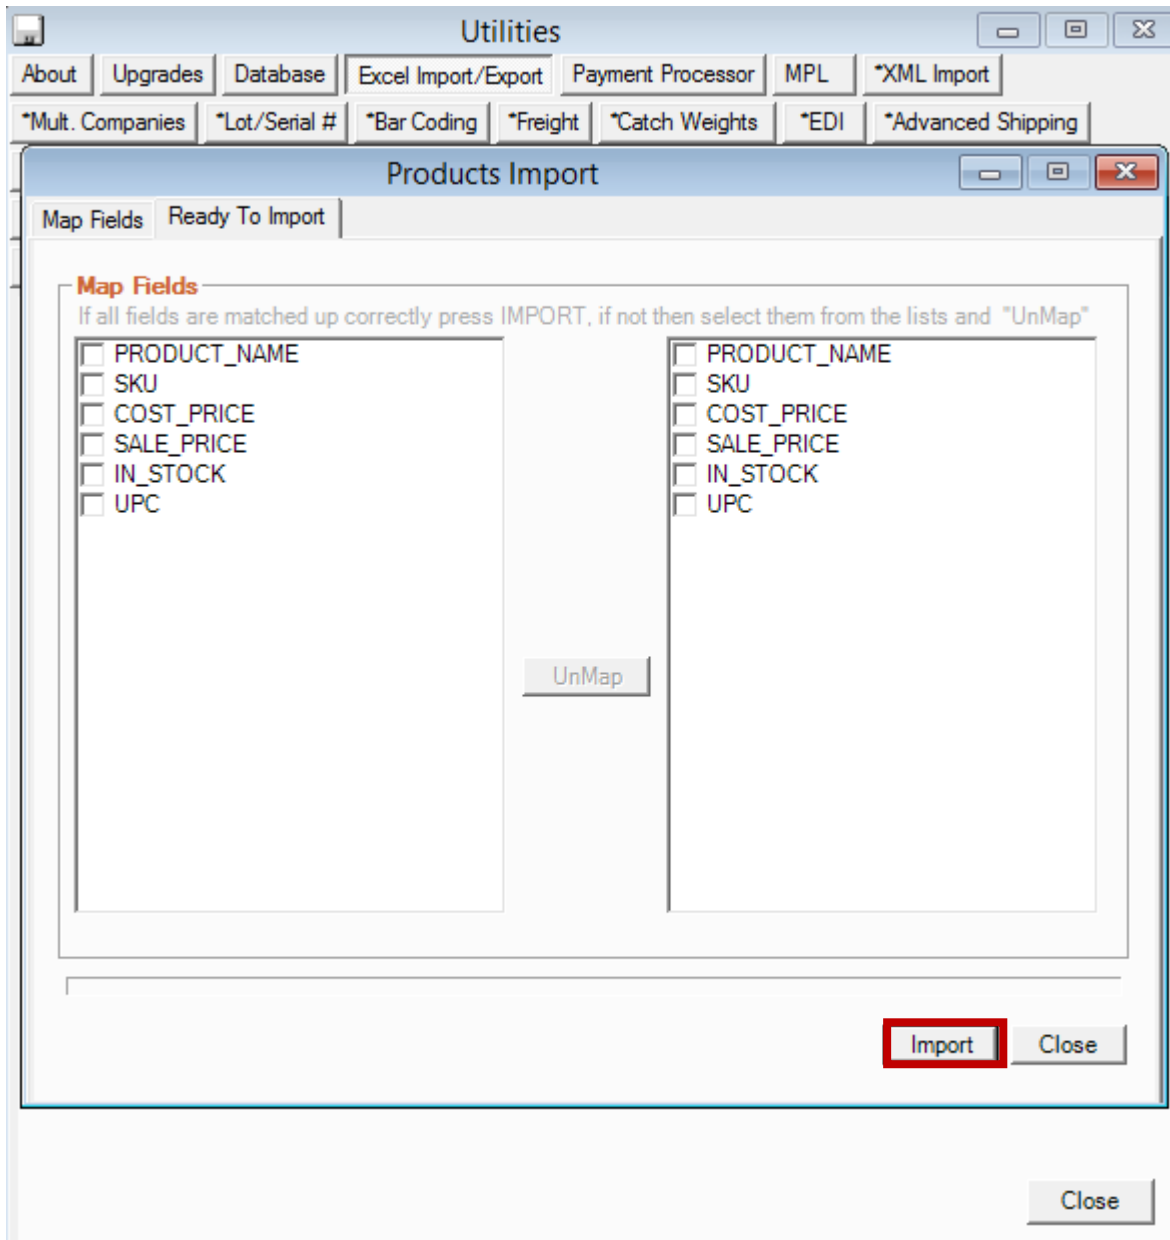 Utilities
About Upgrades Database Excel Import/Export Payment Processor MPL *XML Import
*Mult. Companies *Lot/Serial # *Bar Coding *Freight *Catch Weights *EDI *Advanced Shipping
Products Import
Map Fields Ready To Import
Map Fields
If all fields are matched up correctly press IMPORT, if not then select them from the lists and "UnMap"
PRODUCT_NAME PRODUCT_NAME
SKU SKU
COST_PRICE COST_PRICE
SALE_PRICE SALE_PRICE
IN_STOCK IN_STOCK
UPC UPC
UnMap
Import Close
Close